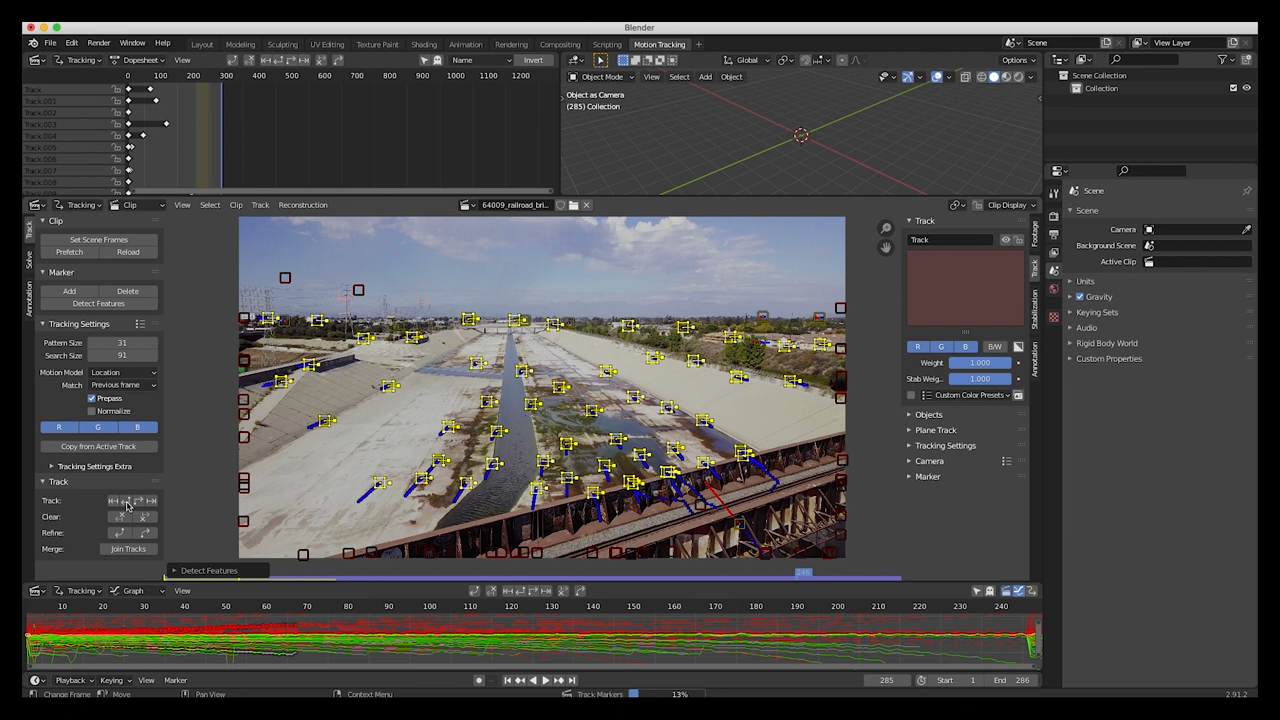 Blender
File Edit Render Window Help Layout Modeling Sculpting UV Editing Texture Paint Shading Animation Rendering Compositing Scripting Motion Tracking + Scene View Layer
Tracking Dopesheet View Name Invert
0 100 200 300 400 500 600 700 800 900 1000 1100 1200
Track
Track.001
Track.002
Track.003
Track.004
Track.005
Track.006
Track.007
Track.008
Global Options
Object Mode View Select Add Object
Object as Camera
(285) Collection
Scene Collection
Collection
Tracking Clip View Select Clip Track Reconstruction 64009_railroad_bri... Clip Display
Clip
Set Scene Frames
Prefetch Reload
Marker
Add Delete
Detect Features
Tracking Settings
Pattern Size 31
Search Size 91
Motion Model Location
Match Previous frame
Prepass
Normalize
R G B
Copy from Active Track
Tracking Settings Extra
Track
Track:
Clear:
Refine:
Merge: Join Tracks
Track
Solve
Annotation
Detect Features
246
Track
Track
R G B B/W
Weight 1.000
Stab Weig... 1.000
Custom Color Presets
Objects
Plane Track
Tracking Settings
Camera
Marker
Footage
Track
Stabilization
Annotation
Scene
Scene
Camera
Background Scene
Active Clip
Units
Gravity
Keying Sets
Audio
Rigid Body World
Custom Properties
Tracking Graph View
10 20 30 40 50 60 70 80 90 100 110 120 130 140 150 160 170 180 190 200 210 220 230 240
Playback Keying View Marker 285 Start 1 End 286
Change Frame Move Pan View Context Menu Track Markers 13% 2.91.2